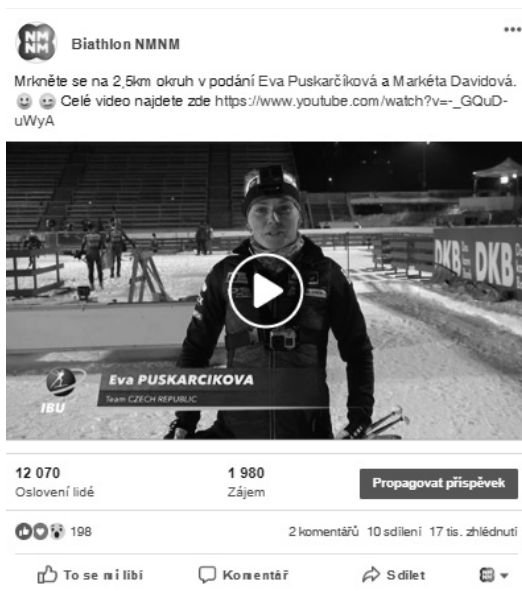 NM
NM
Biathlon NMNM
Mrkněte se na 2,5km okruh v podání Eva Puskarčíková a Markéta Davidová.
Celé video najdete zde https://www.youtube.com/watch?v=-_GQuD-
uWyA
DKB DKB
Eva PUSKARCIKOVA
Team CZECH REPUBLIC
IBU
12 070 1 980
Oslovení lidé Zájem Propagovat příspěvek
198 2 komentářů 10 sdílení 17 tis. zhlédnutí
To se mi líbí Komentář Sdílet